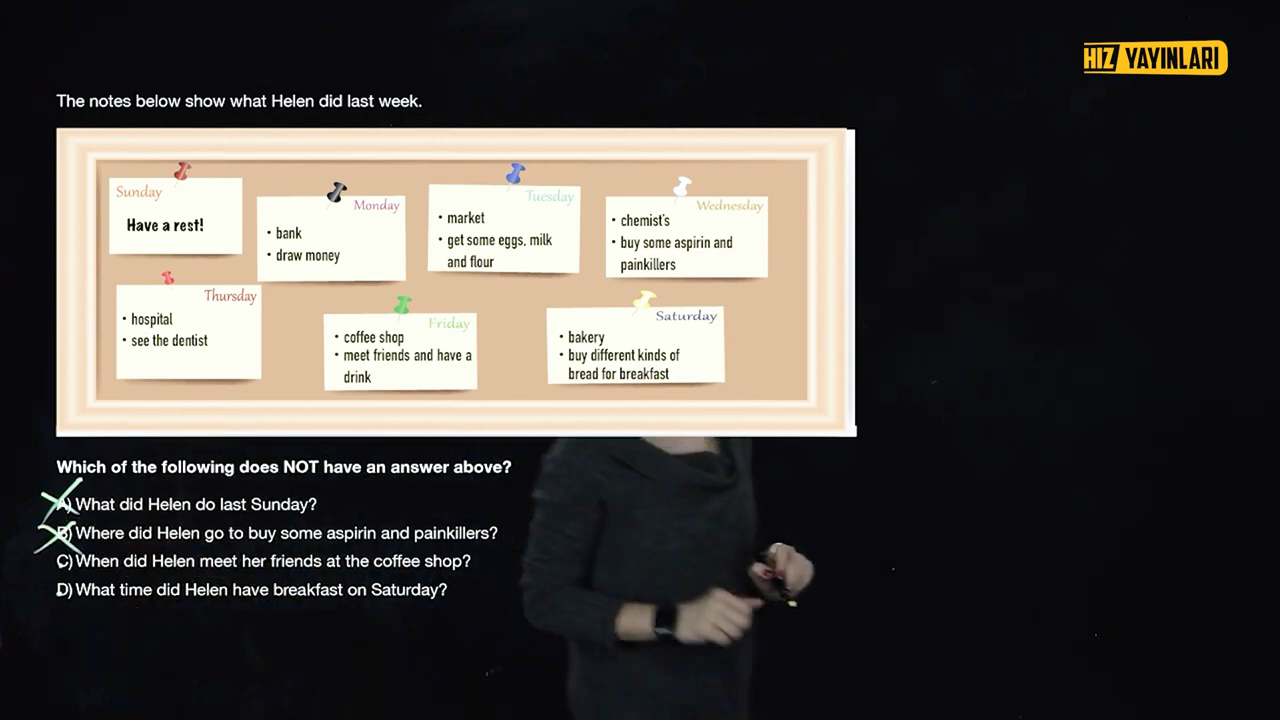 HIZ YAYINLARI
The notes below show what Helen did last week.
Sunday
Have a rest!
Monday
• bank
• draw money
Tuesday
• market
• get some eggs, milk
and flour
Wednesday
• chemist's
• buy some aspirin and
painkillers
Thursday
• hospital
• see the dentist
Friday
• coffee shop
• meet friends and have a
drink
Saturday
• bakery
• buy different kinds of
bread for breakfast
Which of the following does NOT have an answer above?
A) What did Helen do last Sunday?
B) Where did Helen go to buy some aspirin and painkillers?
C) When did Helen meet her friends at the coffee shop?
D) What time did Helen have breakfast on Saturday?